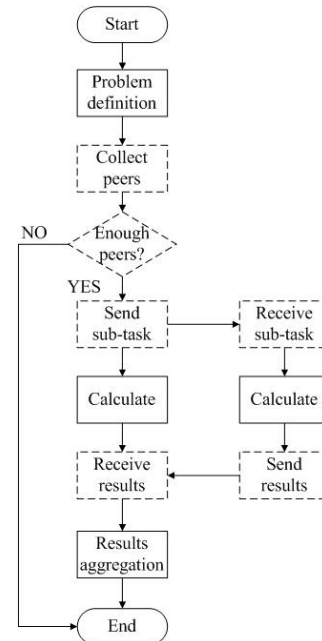 Start
Problem
definition
Collect
peers
Enough
peers?
NO
YES
Send
sub-task
Receive
sub-task
Calculate
Calculate
Receive
results
Send
results
Results
aggregation
End